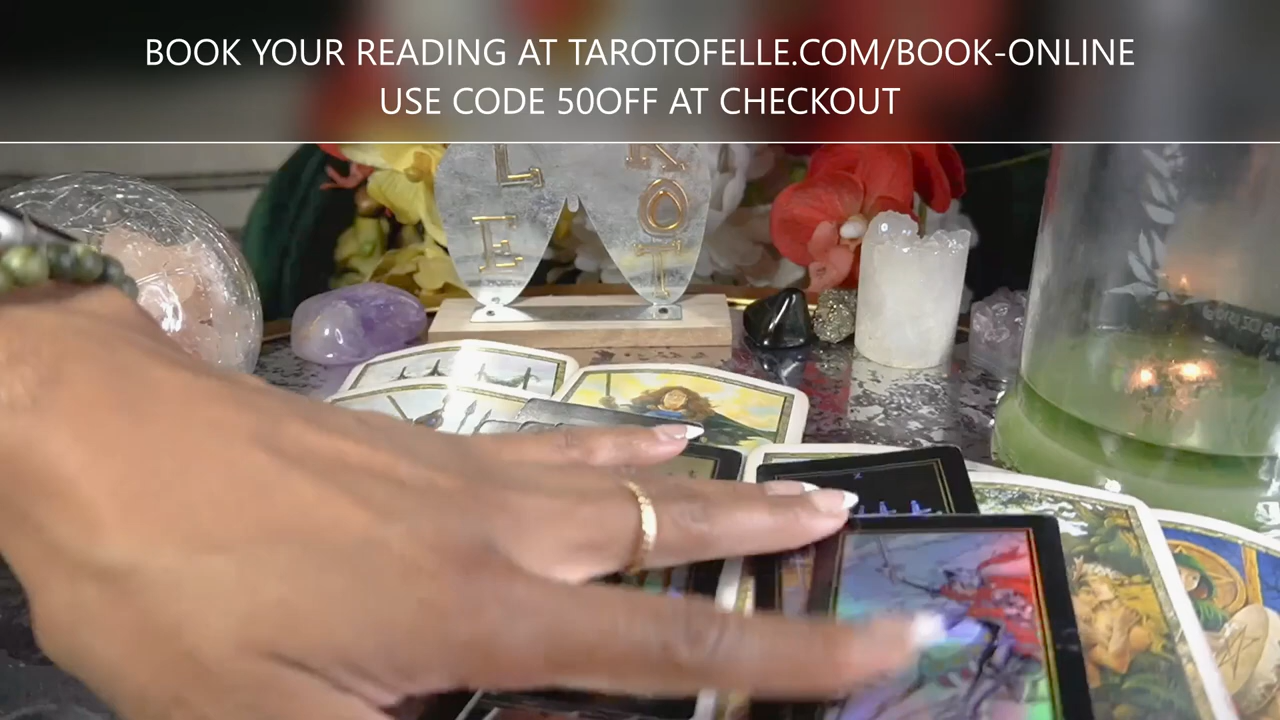 BOOK YOUR READING AT TAROTOFELLE.COM/BOOK-ONLINE
USE CODE 50OFF AT CHECKOUT
L
E
R
O
T